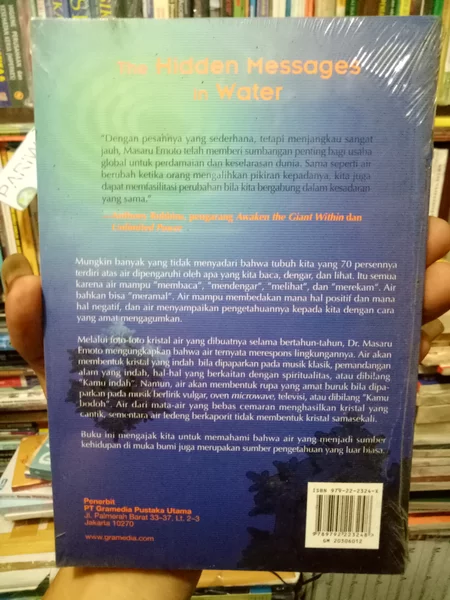 The Hidden Messages
in Water
"Dengan pesannya yang sederhana, tetapi menjangkau sangat
jauh, Masaru Emoto telah memberi sumbangan penting bagi usaha
global untuk perdamaian dan keselarasan dunia. Sama seperti air
berubah ketika orang mengalihkan pikiran kepadanya, kita juga
dapat memfasilitasi perubahan bila kita bergabung dalam kesadaran
yang sama."
Anthony Robbins, pengarang Awaken the Giant Within dan
Unlimited Power
Mungkin banyak yang tidak menyadari bahwa tubuh kita yang 70 persennya
terdiri atas air dipengaruhi oleh apa yang kita baca, dengar, dan lihat. Itu semua
karena air mampu "membaca", "mendengar", "melihat", dan "merekam". Air
bahkan bisa "meramal". Air mampu membedakan mana hal positif dan mana
hal negatif, dan air menyampaikan pengetahuannya kepada kita dengan cara
yang amat mengagumkan.
Melalui foto-foto kristal air yang dibuatnya selama bertahun-tahun, Dr. Masaru
Emoto mengungkapkan bahwa air ternyata merespons lingkungannya. Air akan
membentuk kristal yang indah bila dipaparkan pada musik klasik, pemandangan
alam yang indah, hal-hal yang berkaitan dengan spiritualitas, atau dibilang
"Kamu indah". Namun, air akan membentuk rupa yang amat buruk bila dipa-
parkan pada musik berlirik vulgar, oven microwave, televisi, atau dibilang "Kamu
bodoh". Air dari mata-air yang bebas cemaran menghasilkan kristal yang
cantik, sementara air ledeng berkaporit tidak membentuk kristal samasekali.
Buku ini mengajak kita untuk memahami bahwa air yang menjadi sumber
kehidupan di muka bumi juga merupakan sumber pengetahuan yang luar biasa.
Penerbit
PT Gramedia Pustaka Utama
Jl. Palmerah Barat 33-37, Lt. 2-3
Jakarta 10270
www.gramedia.com
ISBN 979-22-2324-6
9789792223248
GM 20306012